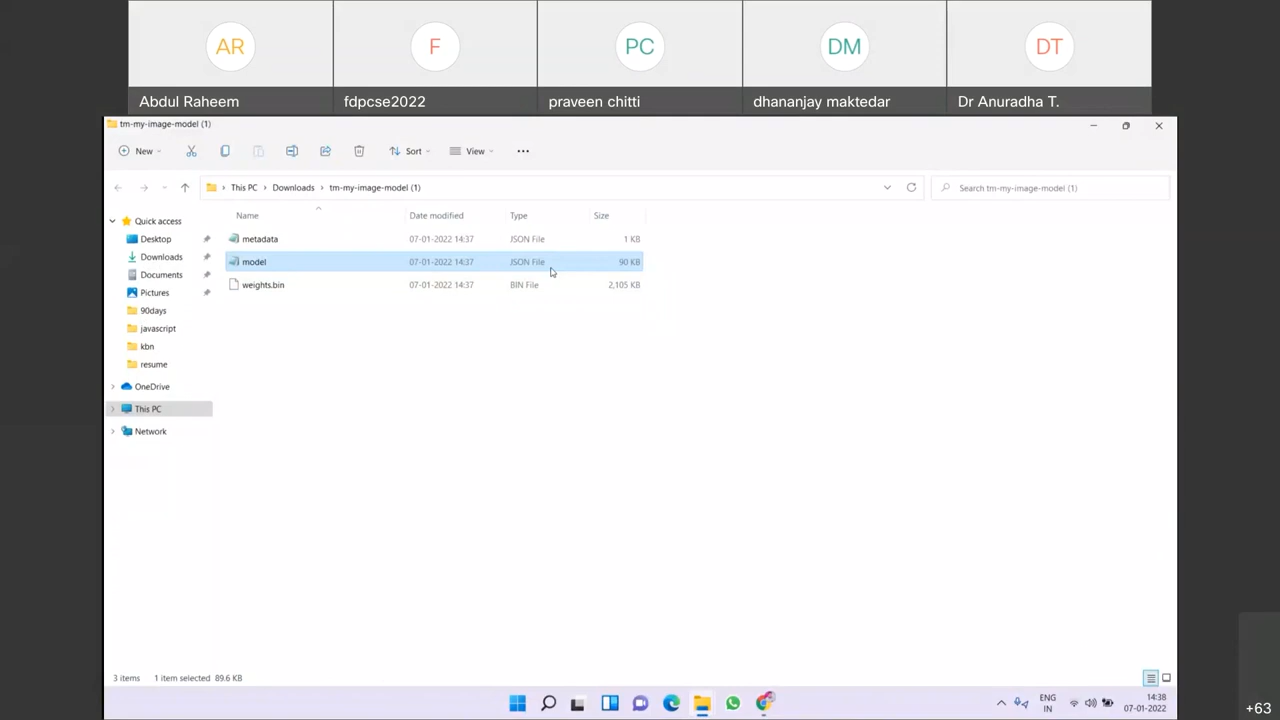 AR F PC DM DT
Abdul Raheem fdpcse2022 praveen chitti dhananjay maktedar Dr Anuradha T.
tm-my-image-model (1)
New Sort View
This PC Downloads tm-my-image-model (1) Search tm-my-image-model (1)
Name Date modified Type Size
Quick access
Desktop
Downloads
Documents
Pictures
90days
javascript
kbn
resume
OneDrive
This PC
Network
metadata 07-01-2022 14:37 JSON File 1 KB
model 07-01-2022 14:37 JSON File 90 KB
weights.bin 07-01-2022 14:37 BIN File 2,105 KB
3 items 1 item selected 89.6 KB
ENG
IN
14:38
07-01-2022
+63